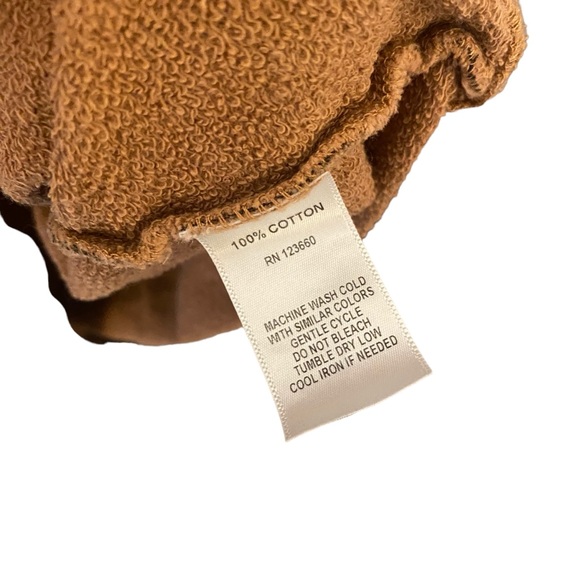 100% COTTON
RN 123660
MACHINE WASH COLD
WITH SIMILAR COLORS
GENTLE CYCLE
DO NOT BLEACH
TUMBLE DRY LOW
COOL IRON IF NEEDED